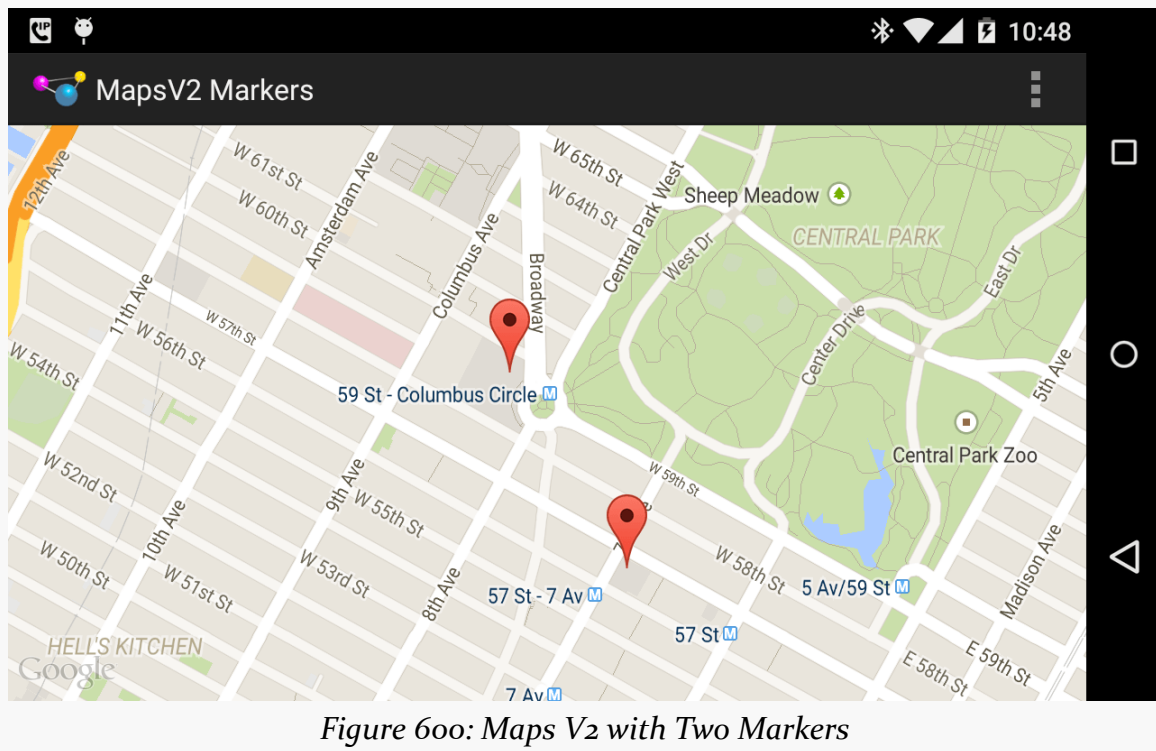 IP
10:48
MapsV2 Markers
W 61st St
W 65th St
12th Ave
Amsterdam Ave
Central Park West
W 60th St
W 64th St
Sheep Meadow
CENTRAL PARK
Columbus Ave
West Dr
East Dr
Broadway
11th Ave
W 57th St
Center Drive
W 56th St
W 54th St
5th Ave
59 St - Columbus Circle M
Central Park Zoo
W 52nd St
9th Ave
W 59th St
W 55th St
10th Ave
W 50th St
W 51st St
W 53rd St
8th Ave
W 58th St
57 St - 7 Av M
5 Av/59 St M
Madison Ave
57 St M
HELL'S KITCHEN
Google
E 58th St
E 59th St
7 Av M
Figure 600: Maps V2 with Two Markers